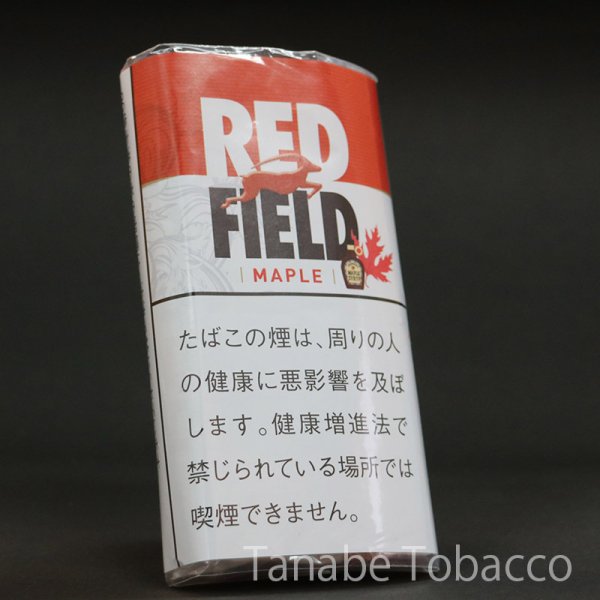 RED
FIELD
MAPLE
MAPLE
SYRUP
たばこの煙は、周りの人
の健康に悪影響を及ぼ
します。健康増進法で
禁じられている場所では
喫煙できません。
Tanabe Tobacco